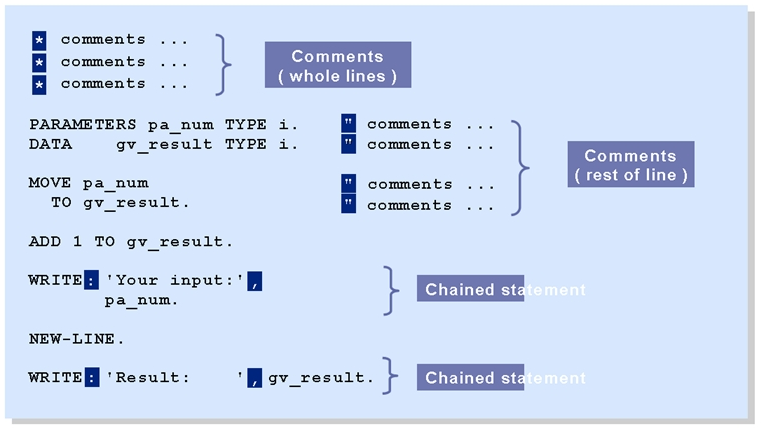 * comments ...
* comments ...
* comments ...
Comments
( whole lines )
PARAMETERS pa_num TYPE i. " comments ...
DATA gv_result TYPE i. " comments ...
MOVE pa_num " comments ...
TO gv_result. " comments ...
Comments
( rest of line )
ADD 1 TO gv_result.
WRITE: 'Your input:',
pa_num.
Chained statement
NEW-LINE.
WRITE: 'Result: ', gv_result.
Chained statement